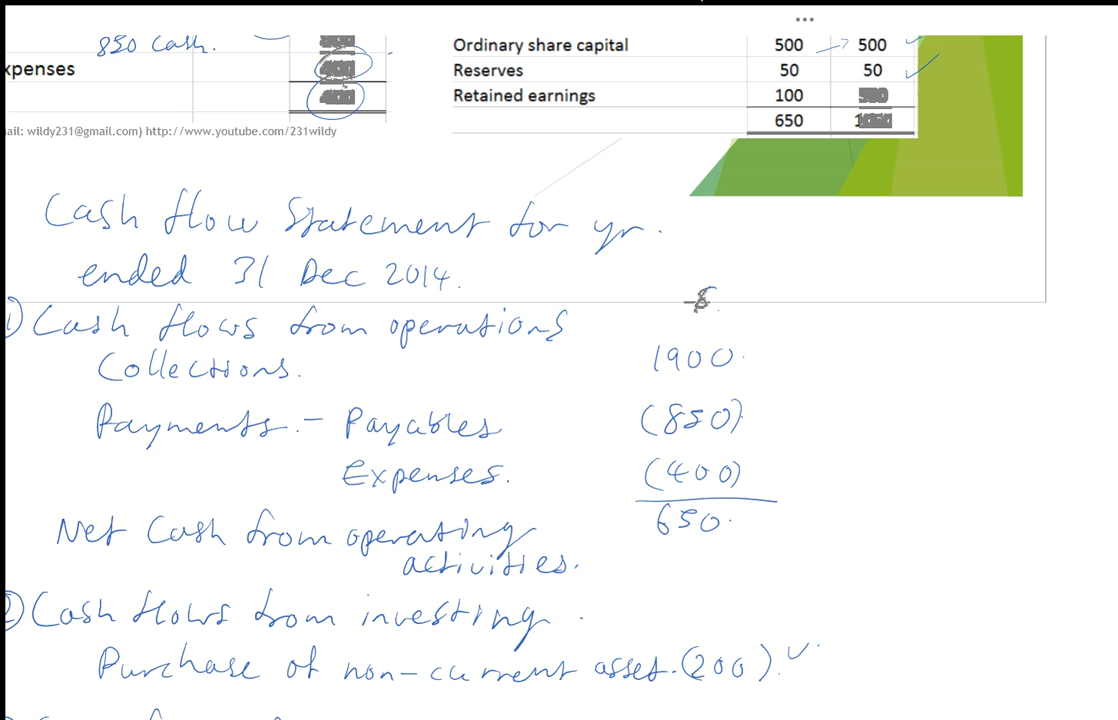 850 Cash.
xpenses
Ordinary share capital 500 500
Reserves 50 50
Retained earnings 100
650
ail: wildy231@gmail.com) http://www.youtube.com/231wildy
Cash flow Statement for yr.
ended 31 Dec 2014.
1) Cash flows from operations
Collections. 1900.
Payments. - Payables (850)
Expenses. (400)
Net Cash from operating 650.
activities.
2) Cash flows from investing.
Purchase of non-current asset. (200).